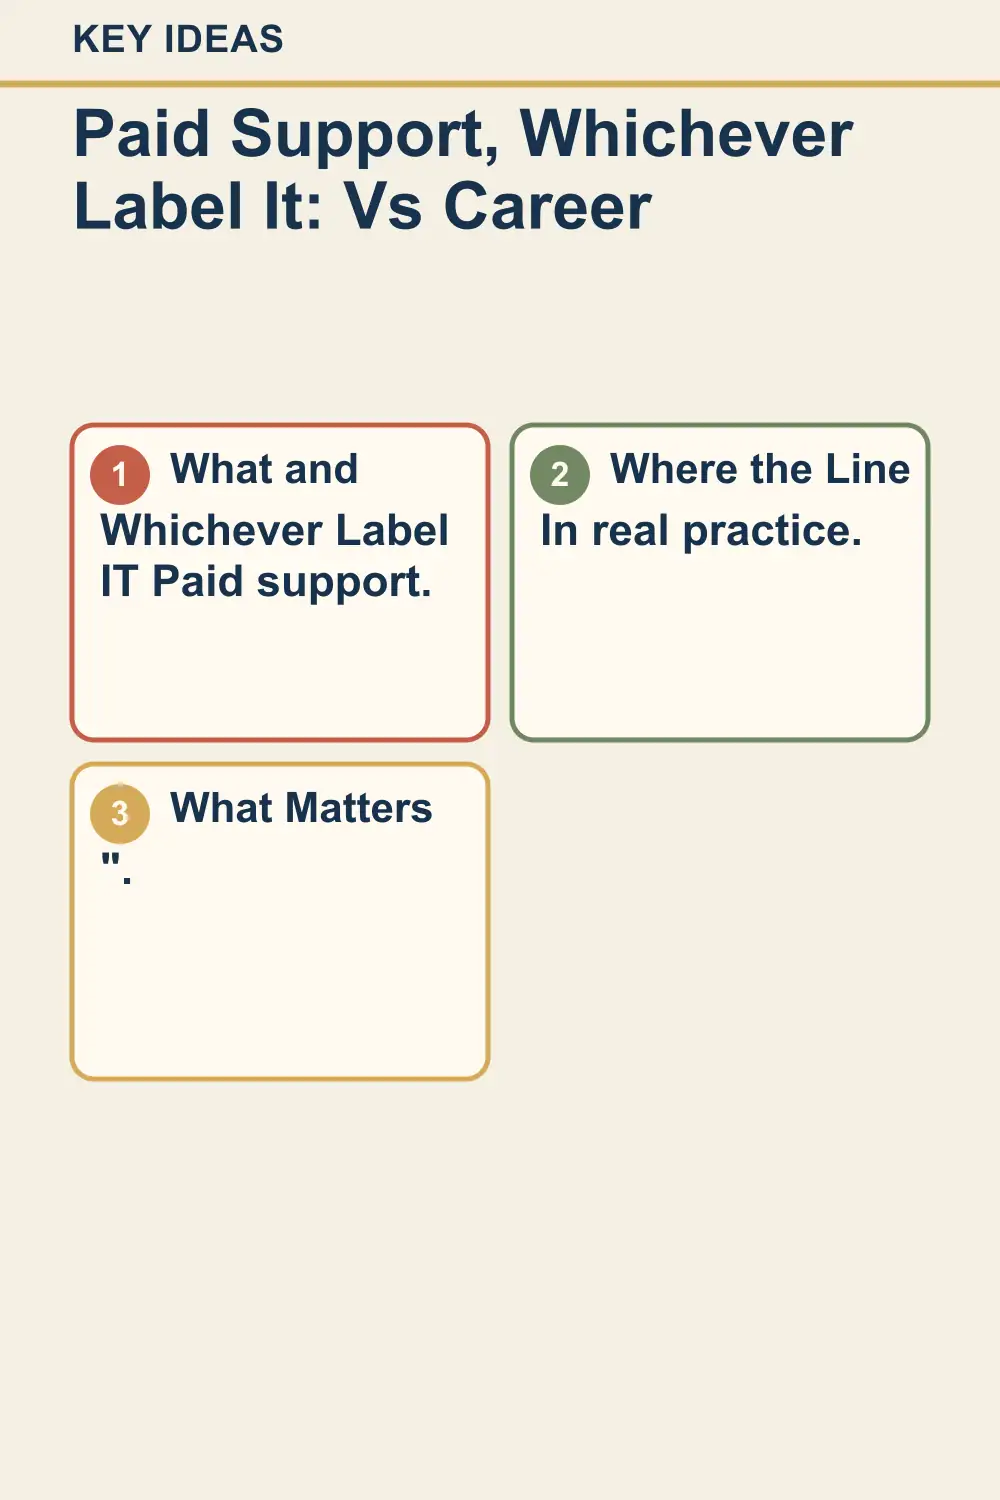 KEY IDEAS
Paid Support, Whichever
Label It: Vs Career
1 What and
Whichever Label
IT Paid support.
2 Where the Line
In real practice.
3 What Matters
".